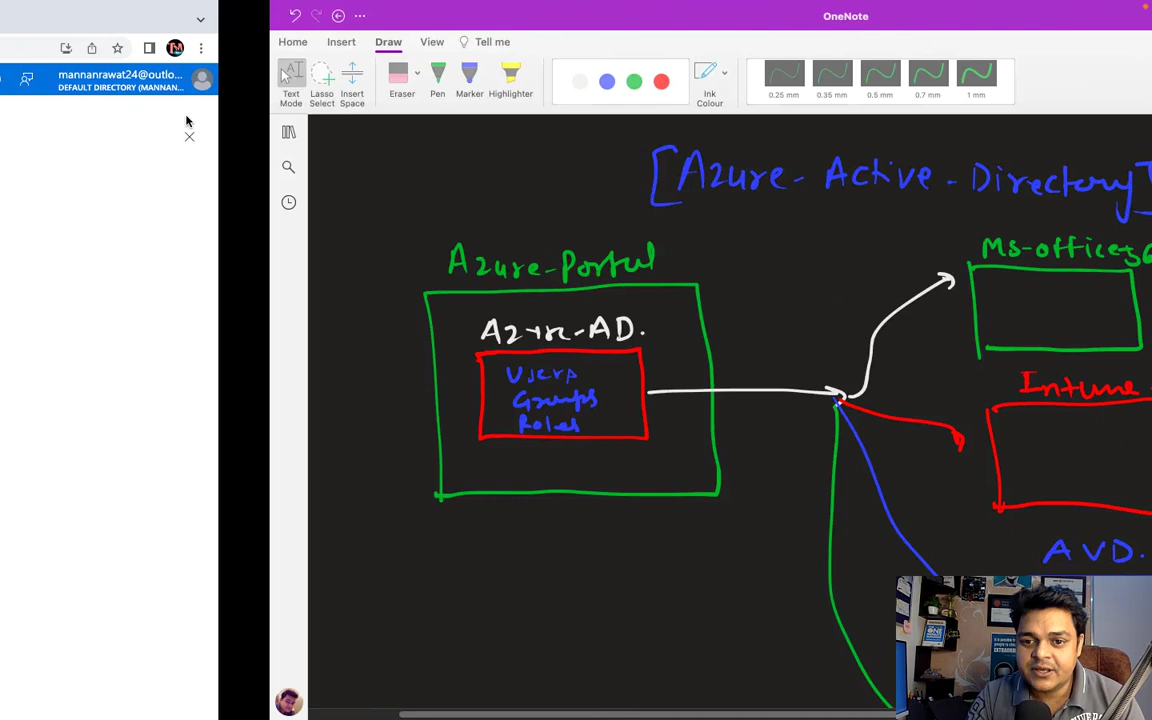 mannanrawat24@outlo...
DEFAULT DIRECTORY (MANNAN...
OneNote
Home Insert Draw View Tell me
Text Mode
Lasso Select
Insert Space
Eraser
Pen
Marker
Highlighter
Ink Colour
0.25 mm 0.35 mm 0.5 mm 0.7 mm 1 mm
[Azure-Active-Directory]
Azure-Portal
Ms-office36
Azure-AD.
Users
Groups
Roles
Intune
AVD.